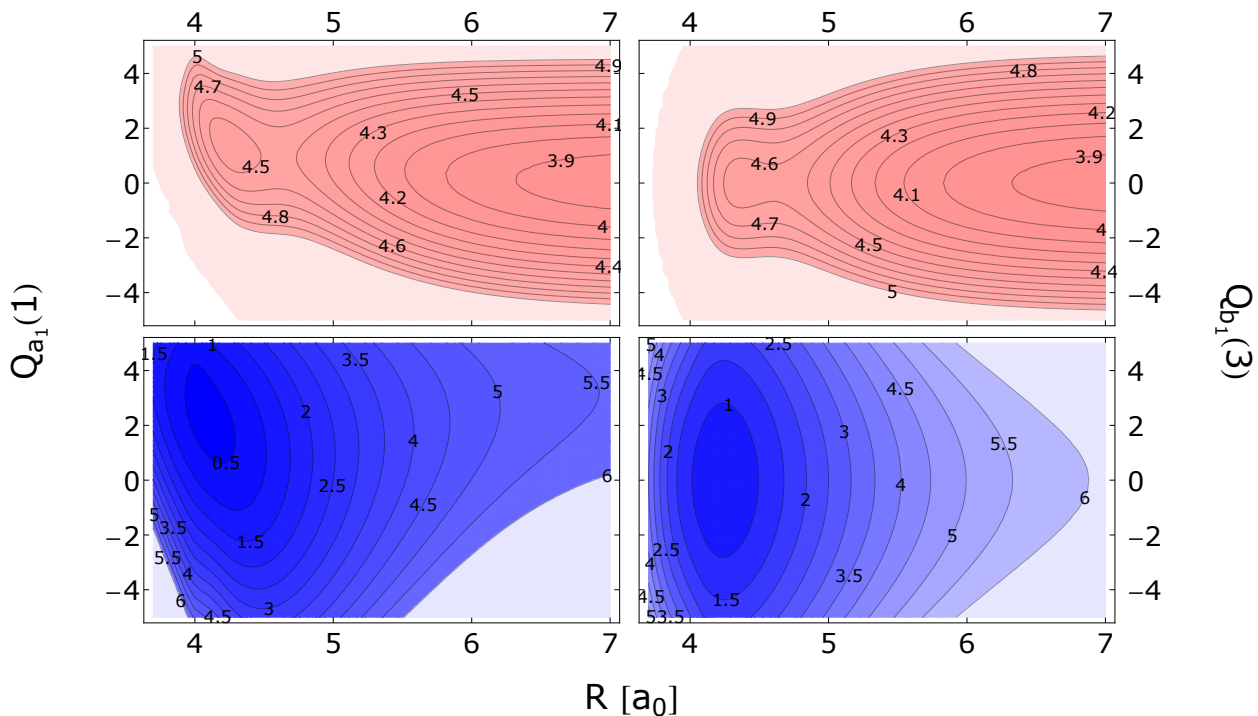 4 5 6 7 4 5 6 7
5 4.9 4.8
4 4.7 4.5 4.9 4.2 4
2 4.3 4.1 4.3 2
4.5 3.9 4.6 3.9
0 4.2 4.1 0
4.8 4 4.7 4
−2 4.6 4.5 −2
4.4 4.4
−4 5 −4
Q_{a_1}(1) Q_{b_1}(3)
1 2.5
1.5 3.5 5.5 5 4.6
4 4.5 4.5 4
5 3
2 2 1 3 2
4 2 5.5
0.5
0 2.5 6 2 4 6 0
4.5
5 3.5
−2 1.5 5 −2
5.5 2.5
4 4 3.5
−4 6 4.5 −4
3 1.5
4.5 5 3.5
4 5 6 7 4 5 6 7
R [a_0]